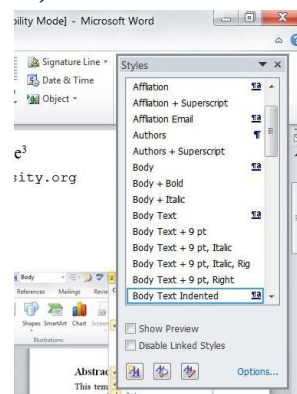 bility Mode] - Microsoft Word
Signature Line
Date & Time
Object
Styles
Affliation
Affliation + Superscript
Affliation Email
Authors
Authors + Superscript
Body
Body + Bold
Body + Italic
Body Text
Body Text + 9 pt
Body Text + 9 pt, Italic
Body Text + 9 pt, Italic, Rig
Body Text + 9 pt, Right
Body Text Indented
Show Preview
Disable Linked Styles
Options...
e3
sity.org
Body
References Mailings Revie
Shapes SmartArt Chart Screen
Illustrations
Abstrac
This tem